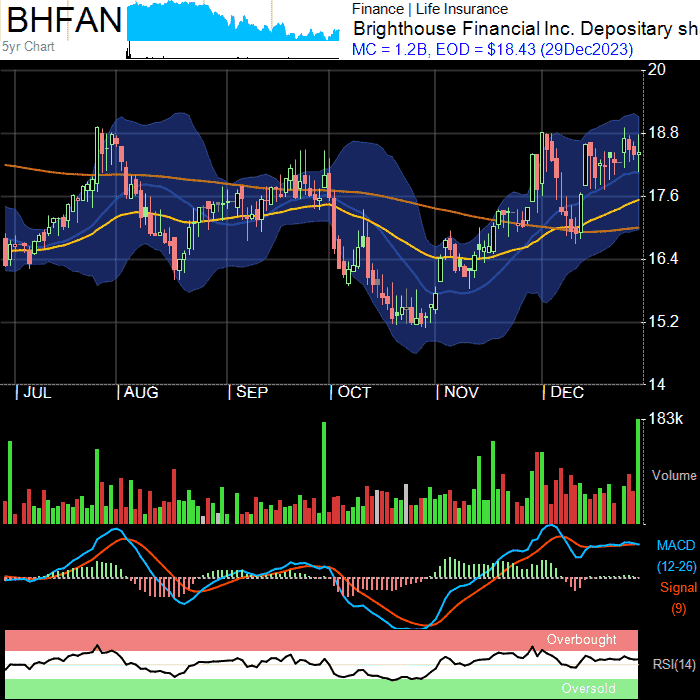 BHFAN
5yr Chart
Finance | Life Insurance
Brighthouse Financial Inc. Depositary sh
MC = 1.2B, EOD = $18.43 (29Dec2023)
20
18.8
17.6
16.4
15.2
14
| JUL | AUG | SEP | OCT | NOV | DEC
183k
Volume
MACD
(12-26)
Signal
(9)
Overbought
RSI(14)
Oversold